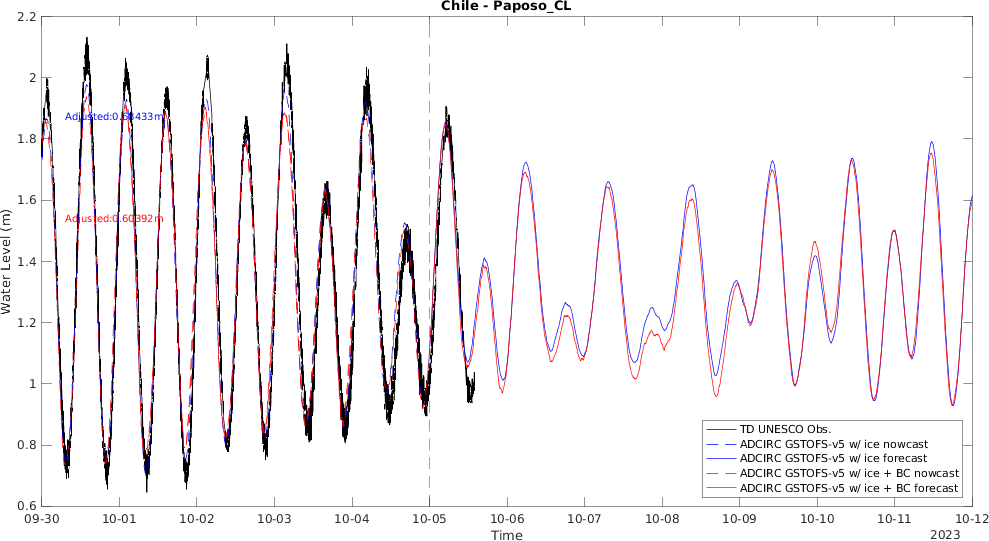 Chile - Paposo_CL
2.2
2
1.8
1.6
1.4
1.2
1
0.8
0.6
Water Level (m)
Adjusted:0.68433m
Adjusted:0.60392m
TD UNESCO Obs.
ADCIRC GSTOFS-v5 w/ ice nowcast
ADCIRC GSTOFS-v5 w/ ice forecast
ADCIRC GSTOFS-v5 w/ ice + BC nowcast
ADCIRC GSTOFS-v5 w/ ice + BC forecast
09-30 10-01 10-02 10-03 10-04 10-05 10-06 10-07 10-08 10-09 10-10 10-11 10-12
Time
2023